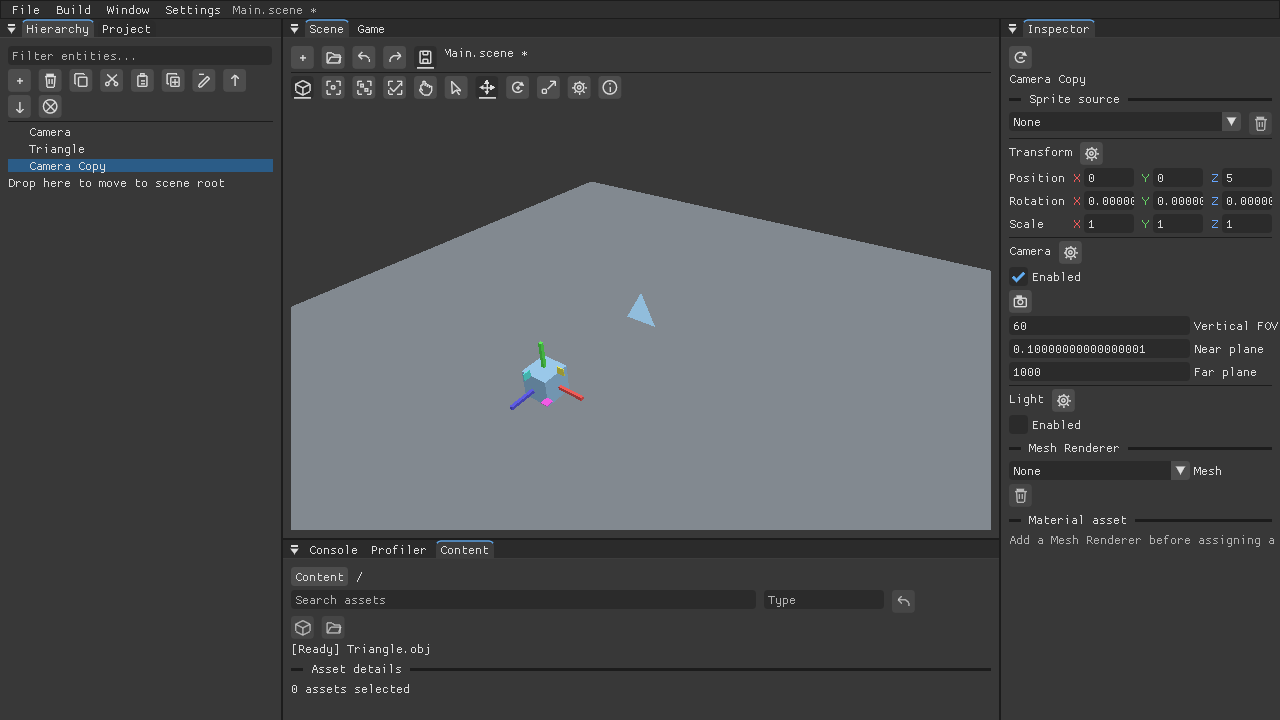 File Build Window Settings Main.scene *
Hierarchy Project
Filter entities...
Camera
Triangle
Camera Copy
Drop here to move to scene root
Scene Game
Main.scene *
Console Profiler Content
Content /
Search assets Type
[Ready] Triangle.obj
Asset details
0 assets selected
Inspector
Camera Copy
Sprite source
None
Transform
Position X 0 Y 0 Z 5
Rotation X 0.00000 Y 0.00000 Z 0.00000
Scale X 1 Y 1 Z 1
Camera
Enabled
60 Vertical FOV
0.10000000000000001 Near plane
1000 Far plane
Light
Enabled
Mesh Renderer
None Mesh
Material asset
Add a Mesh Renderer before assigning a